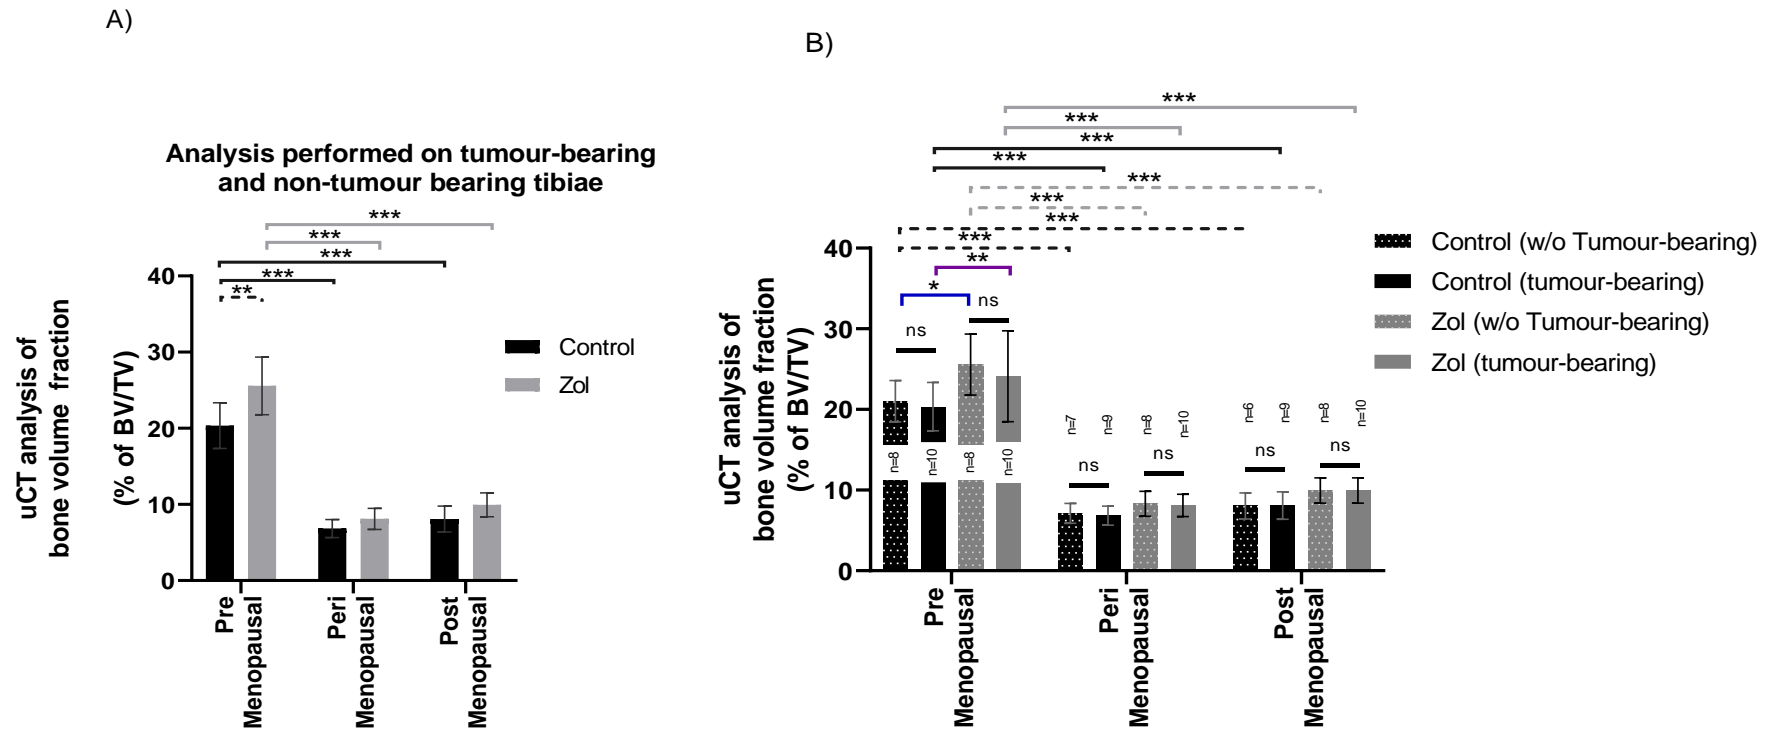 A)
Analysis performed on tumour-bearing
and non-tumour bearing tibiae
***
***
***
***
**
uCT analysis of
bone volume fraction
(% of BV/TV)
40
30
20
10
0
Pre
Menopausal
Peri
Menopausal
Post
Menopausal
Control
Zol
B)
***
***
***
***
***
***
***
***
**
*
ns
ns
uCT analysis of
bone volume fraction
(% of BV/TV)
40
30
20
10
0
n=8
n=10
n=8
n=10
n=7
n=9
n=8
n=10
ns
ns
n=6
n=9
n=8
n=10
ns
ns
Pre
Menopausal
Peri
Menopausal
Post
Menopausal
Control (w/o Tumour-bearing)
Control (tumour-bearing)
Zol (w/o Tumour-bearing)
Zol (tumour-bearing)